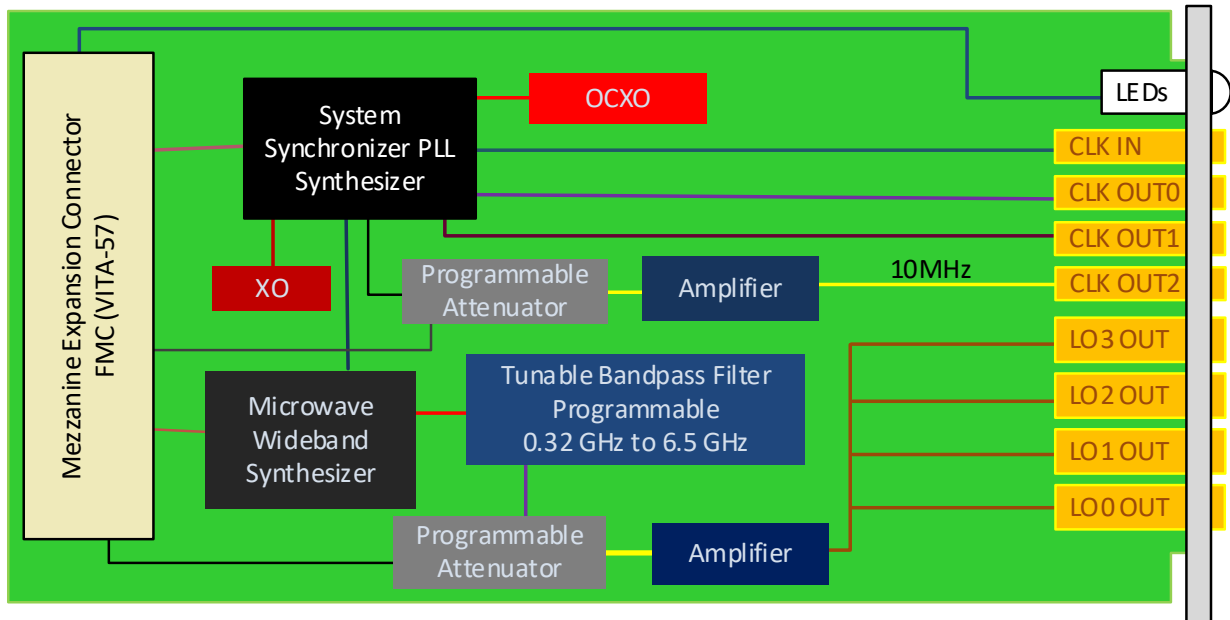 Mezzanine Expansion Connector
FMC (VITA-57)
System
Synchronizer PLL
Synthesizer
OCXO
XO
Programmable
Attenuator
Amplifier
10MHz
Microwave
Wideband
Synthesizer
Tunable Bandpass Filter
Programmable
0.32 GHz to 6.5 GHz
Programmable
Attenuator
Amplifier
LEDs
CLK IN
CLK OUT0
CLK OUT1
CLK OUT2
LO3 OUT
LO2 OUT
LO1 OUT
LO0 OUT